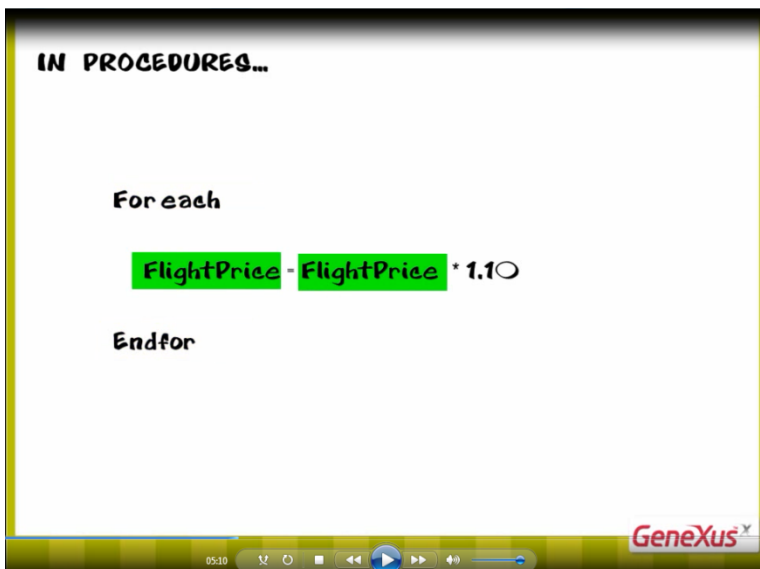 IN PROCEDURES...
For each
FlightPrice = FlightPrice * 1.10
Endfor
GeneXus X
05:10